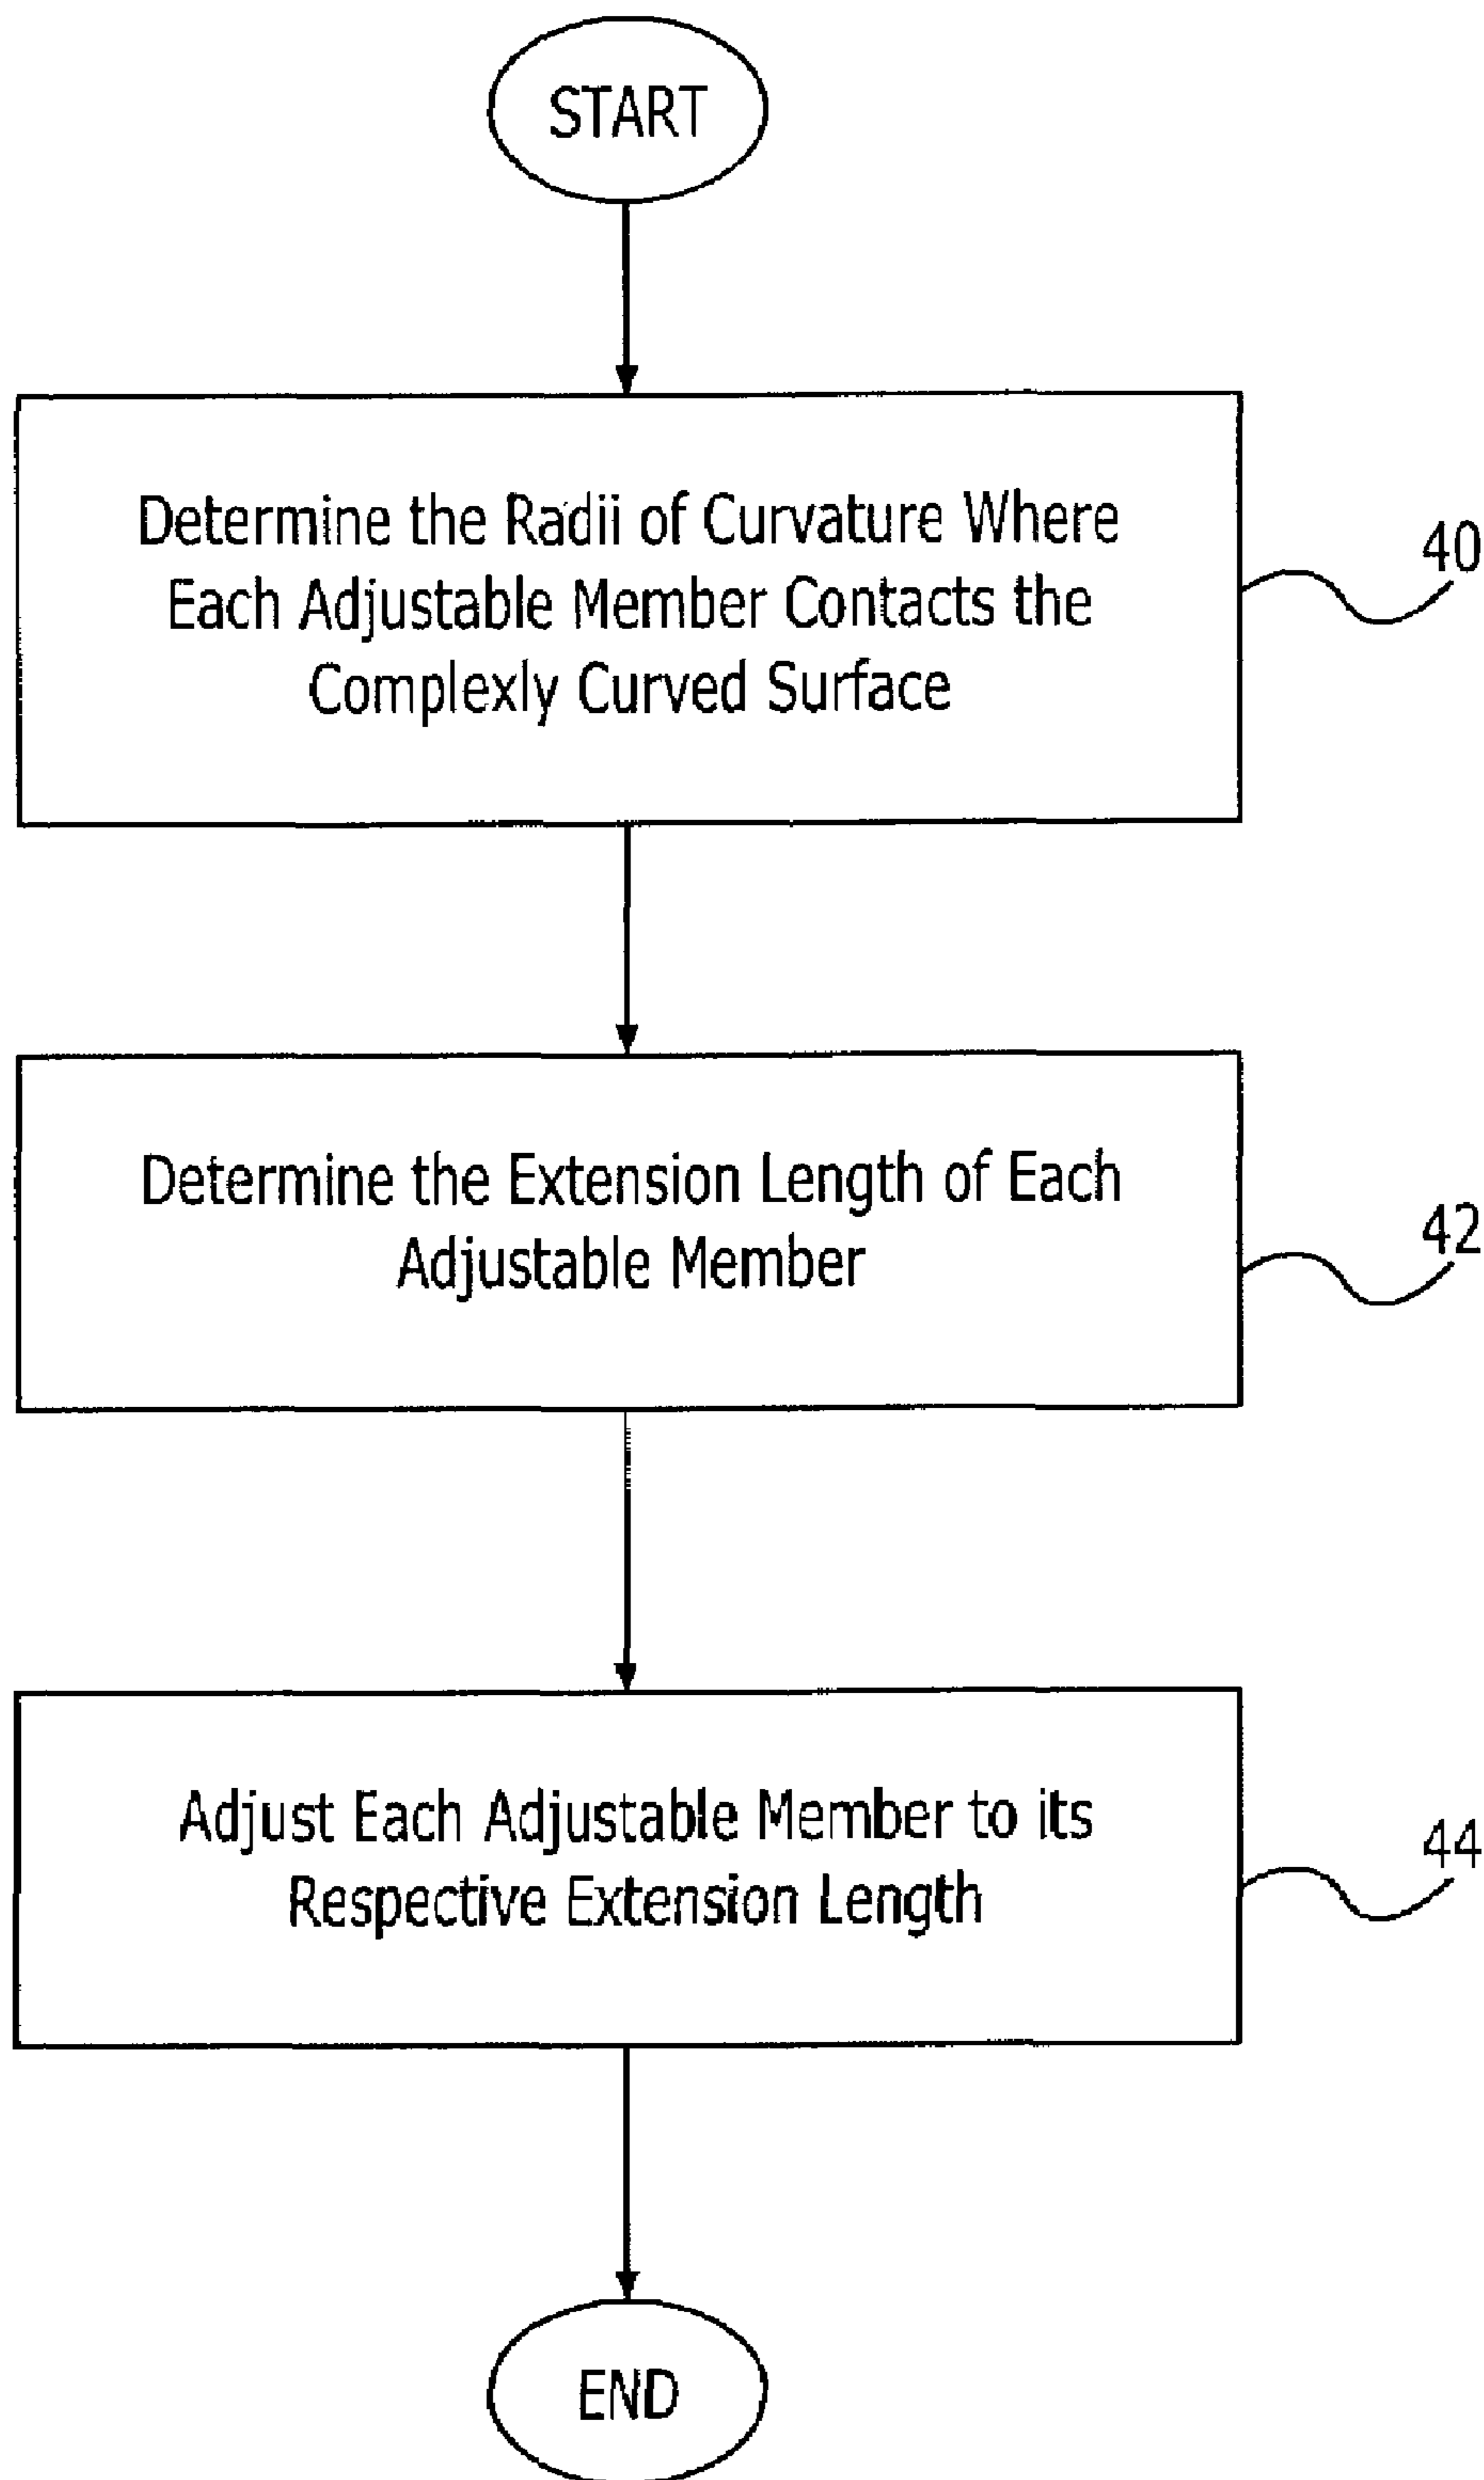 START
Determine the Radii of Curvature Where
Each Adjustable Member Contacts the
Complexly Curved Surface
40
Determine the Extension Length of Each
Adjustable Member
42
Adjust Each Adjustable Member to its
Respective Extension Length
44
END